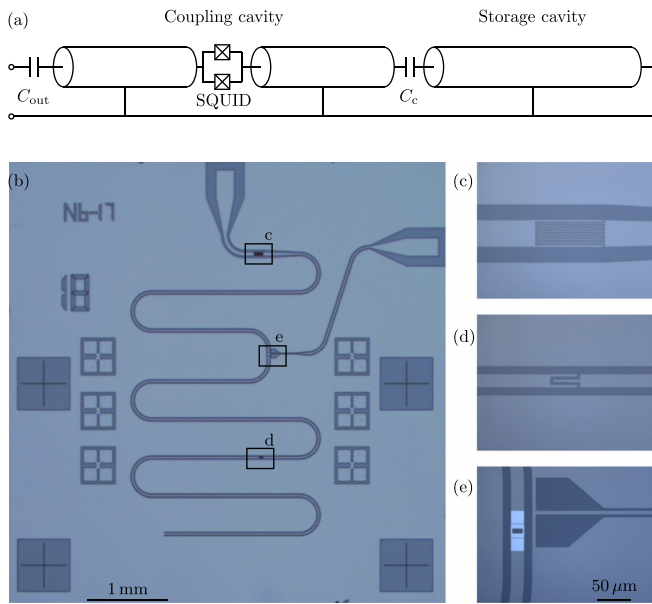 (a)
Coupling cavity
Storage cavity
C_out
SQUID
C_c
(b)
Nb-17
18
c
e
d
1 mm
(c)
(d)
(e)
50 μm